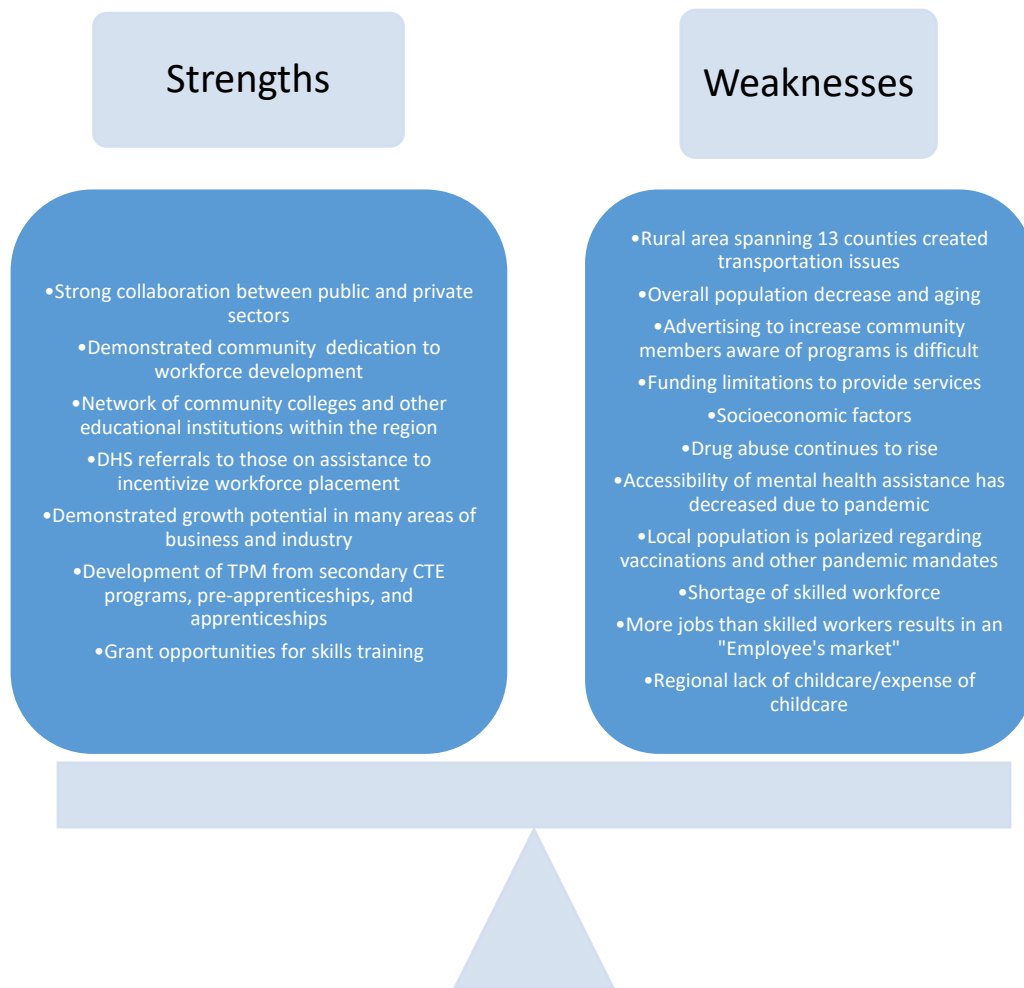 Strengths
•Strong collaboration between public and private
sectors
•Demonstrated community  dedication to
workforce development
•Network of community colleges and other
educational institutions within the region
•DHS referrals to those on assistance to
incentivize workforce placement
•Demonstrated growth potential in many areas of
business and industry
•Development of TPM from secondary CTE
programs, pre-apprenticeships, and
apprenticeships
•Grant opportunities for skills training
Weaknesses
•Rural area spanning 13 counties created
transportation issues
•Overall population decrease and aging
•Advertising to increase community
members aware of programs is difficult
•Funding limitations to provide services
•Socioeconomic factors
•Drug abuse continues to rise
•Accessibility of mental health assistance has
decreased due to pandemic
•Local population is polarized regarding
vaccinations and other pandemic mandates
•Shortage of skilled workforce
•More jobs than skilled workers results in an
"Employee's market"
•Regional lack of childcare/expense of
childcare